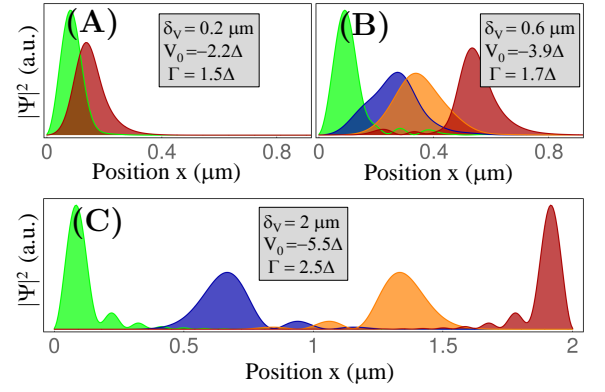 (A)
δV = 0.2 μm
V0 =−2.2Δ
Γ = 1.5Δ
|Ψ|² (a.u.)
0 0.4 0.8
Position x (μm)
(B)
δV = 0.6 μm
V0 =−3.9Δ
Γ = 1.7Δ
0 0.4 0.8
Position x (μm)
(C)
δV = 2 μm
V0 =−5.5Δ
Γ = 2.5Δ
|Ψ|² (a.u.)
0 0.5 1 1.5 2
Position x (μm)